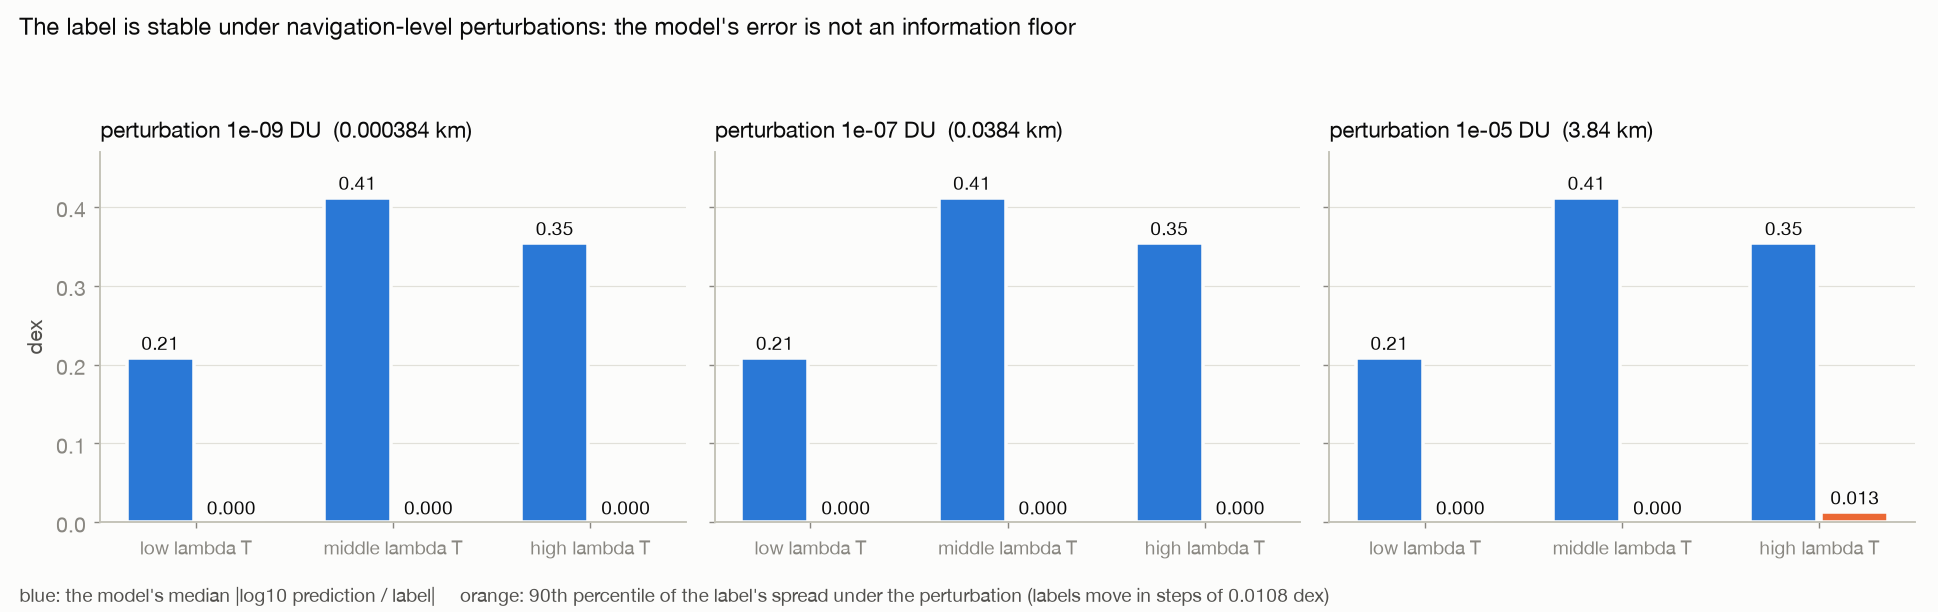 The label is stable under navigation-level perturbations: the model's error is not an information floor
perturbation 1e-09 DU  (0.000384 km)
perturbation 1e-07 DU  (0.0384 km)
perturbation 1e-05 DU  (3.84 km)
dex
0.4
0.3
0.2
0.1
0.0
0.21
0.000
0.41
0.000
0.35
0.000
0.21
0.000
0.41
0.000
0.35
0.000
0.21
0.000
0.41
0.000
0.35
0.013
low lambda T
middle lambda T
high lambda T
low lambda T
middle lambda T
high lambda T
low lambda T
middle lambda T
high lambda T
blue: the model's median |log10 prediction / label|     orange: 90th percentile of the label's spread under the perturbation (labels move in steps of 0.0108 dex)